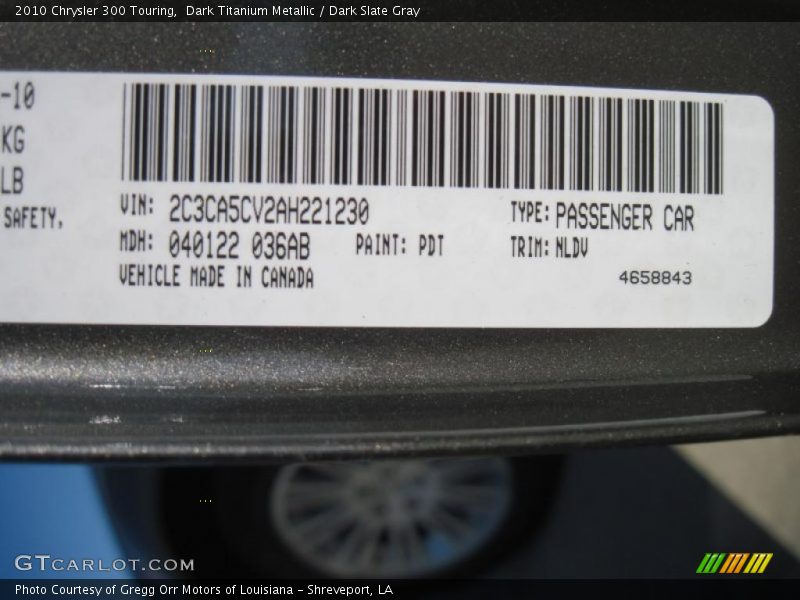 2010 Chrysler 300 Touring, Dark Titanium Metallic / Dark Slate Gray
-10
KG
LB
SAFETY,
VIN: 2C3CA5CV2AH221230 TYPE: PASSENGER CAR
MDH: 040122 036AB PAINT: PDT TRIM: NLDV
VEHICLE MADE IN CANADA 4658843
GTCARLOT.COM
Photo Courtesy of Gregg Orr Motors of Louisiana - Shreveport, LA